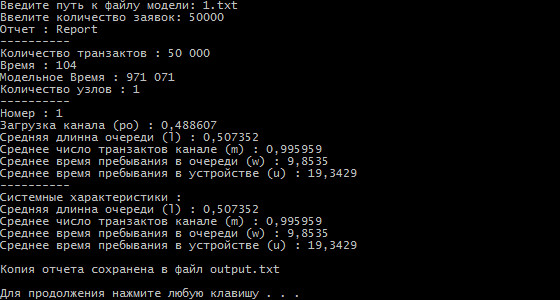 Введите путь к файлу модели: 1.txt
Ввелите количество заявок: 50000
Отчет : Report
----------
Количество транзактов : 50 000
Время : 104
Модельное Время : 971 071
Количество узлов : 1
----------
Номер : 1
Загрузка канала (po) : 0,488607
Средняя длинна очереди (l) : 0,507352
Среднее число транзактов канале (m) : 0,995959
Среднее время пребывания в очереди (w) : 9,8535
Среднее время пребывания в устройстве (u) : 19,3429
----------
Системные характеристики :
Средняя длинна очереди (l) : 0,507352
Среднее число транзактов канале (m) : 0,995959
Среднее время пребывания в очереди (w) : 9,8535
Среднее время пребывания в устройстве (u) : 19,3429
Копия отчета сохранена в файл output.txt
Для продолжения нажмите любую клавишу . . .